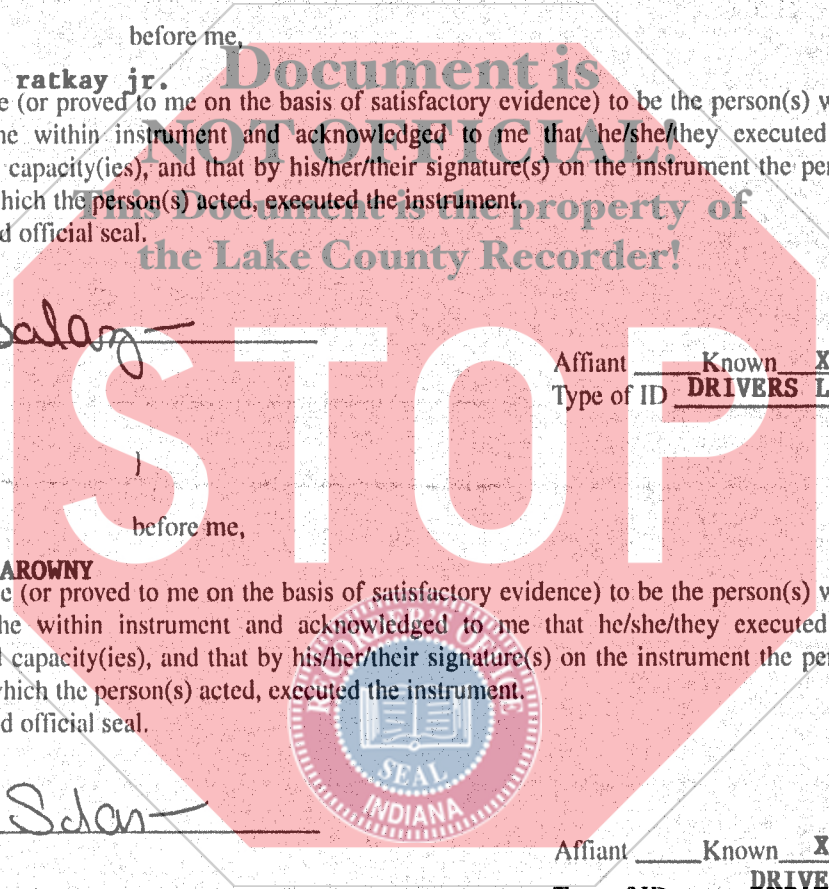 before me,
Document is
ratkay jr.
e (or proved to me on the basis of satisfactory evidence) to be the person(s) w
he within instrument and acknowledged to me that he/she/they executed
NOT OFFICIAL!
capacity(ies), and that by his/her/their signature(s) on the instrument the per
hich the person(s) acted, executed the instrument.
This Document is the property of
d official seal.
the Lake County Recorder!
STOP
Affiant Known X
Type of ID DRIVERS L
before me,
AROWNY
e (or proved to me on the basis of satisfactory evidence) to be the person(s) w
he within instrument and acknowledged to me that he/she/they executed
capacity(ies), and that by his/her/their signature(s) on the instrument the per
which the person(s) acted, executed the instrument.
d official seal.
RECORDER'S OFFICE
SEAL
INDIANA
Affiant Known X
DRIVE